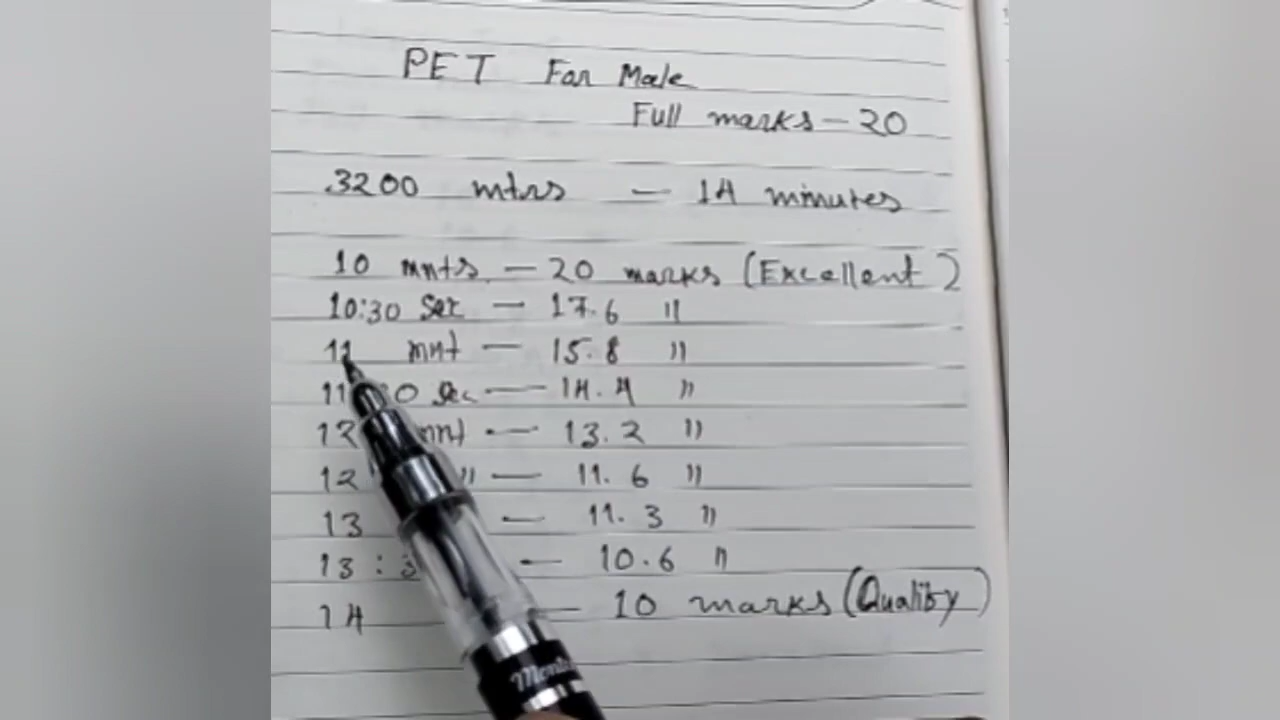 PET For Male
Full marks - 20
3200 mtrs - 14 minutes
10 mnts - 20 marks (Excellent)
10:30 Sec - 17.6 "
11 mnt - 15.8 "
11 0 Sec - 14.4 "
12 mnt - 13.2 "
12 " - 11.6 "
13 - 11.3 "
13 : 3 - 10.6 "
14 - 10 marks (Qualify)